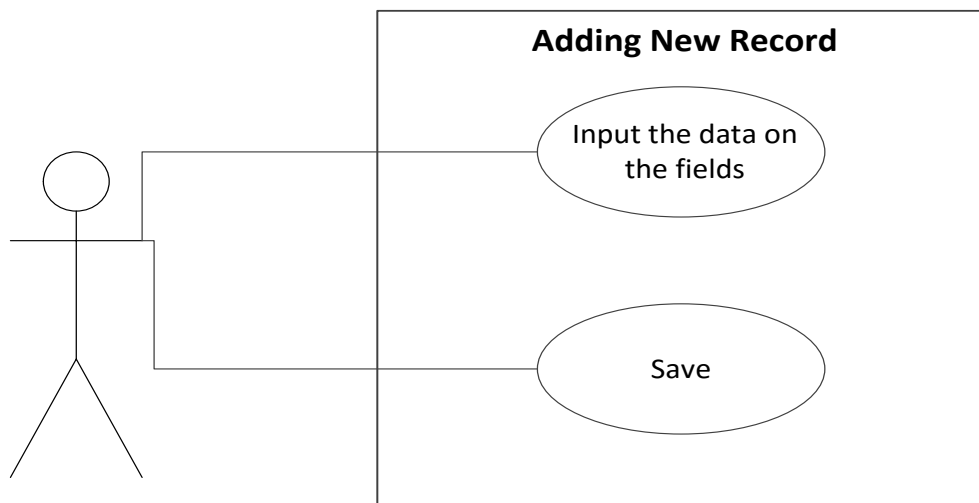 Adding New Record
Input the data on
the fields
Save